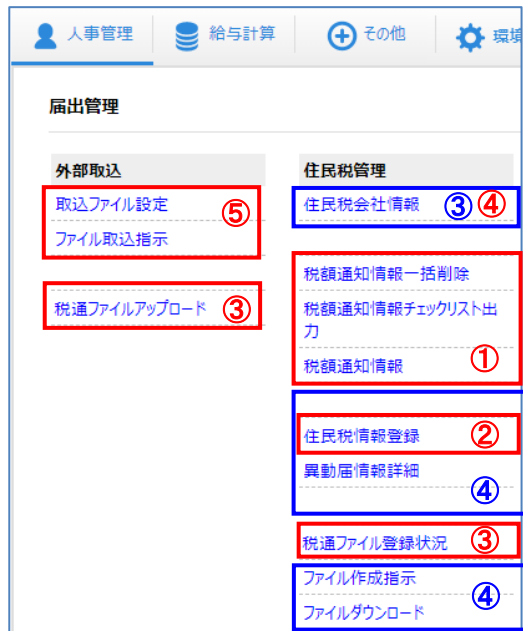 人事管理 給与計算 その他 環境
届出管理
外部取込
取込ファイル設定
⑤
ファイル取込指示
税通ファイルアップロード ③
住民税管理
住民税会社情報 ③ ④
税額通知情報一括削除
税額通知情報チェックリスト出
力
税額通知情報 ①
住民税情報登録 ②
異動届情報詳細
④
税通ファイル登録状況 ③
ファイル作成指示
④
ファイルダウンロード